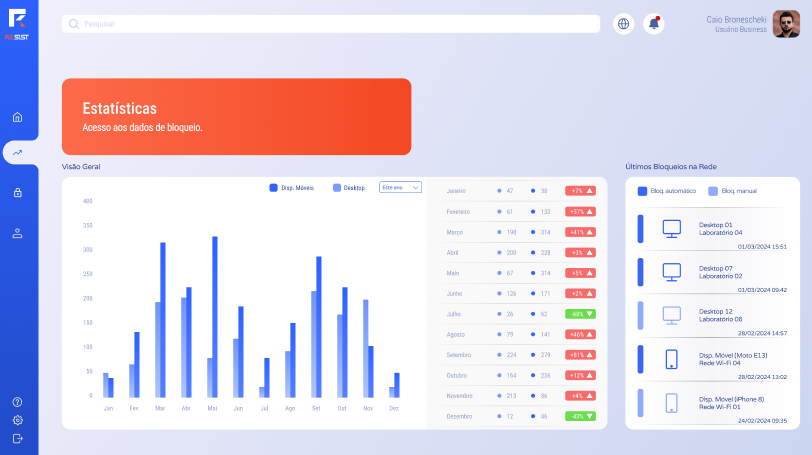 Pesquisar
Caio Bronescheki
Usuário Business
Estatísticas
Acesso aos dados de bloqueio.
Visão Geral
Disp. Móveis
Desktop
Este ano
400
350
300
250
200
150
100
50
0
Jan Fev Mar Abr Mai Jun Jul Ago Set Out Nov Dez
Janeiro 47 38 +7%
Fevereiro 61 132 +37%
Março 190 314 +41%
Abril 208 228
Maio 67 314 +5%
Junho 126 171 +2%
Julho 26 62
Agosto 79 141 +46%
Setembro 224 279 +81%
Outubro 164 236 +12%
Novembro 213 86 +4%
Dezembro 12 46
Últimos Bloqueios na Rede
Bloq. automático
Bloq. manual
Desktop 01
Laboratório 04
01/03/2024 15:51
Desktop 07
Laboratório 02
01/03/2024 09:42
Desktop 12
Laboratório 06
28/02/2024 14:57
Disp. Móvel (Moto E13)
Rede Wi-Fi 04
28/02/2024 13:02
Disp. Móvel (iPhone 8)
Rede Wi-Fi 01
24/02/2024 09:35